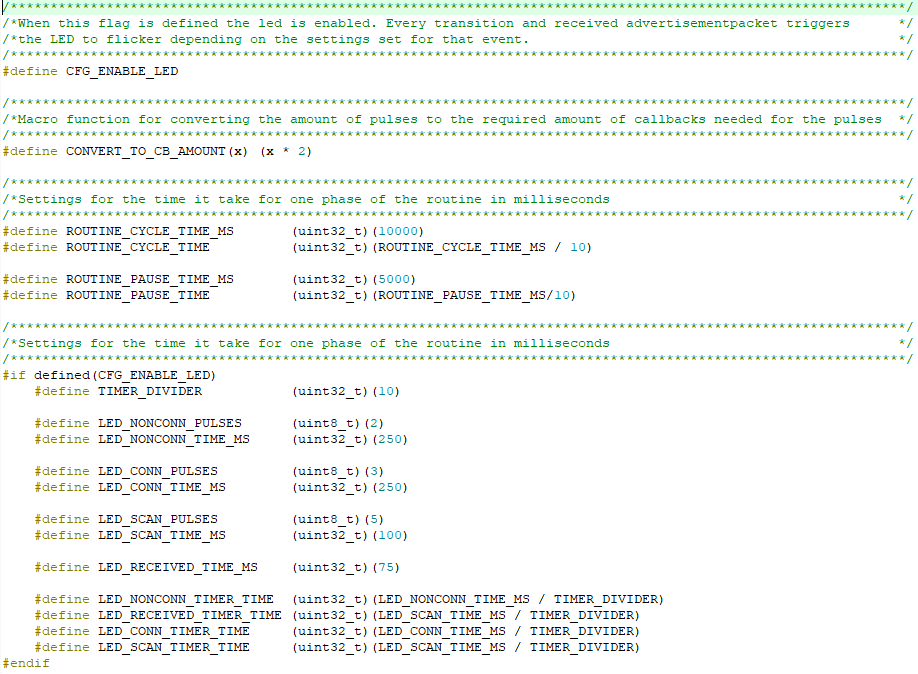 /****************************************************************************************************************/
/*When this flag is defined the led is enabled. Every transition and received advertisementpacket triggers      */
/*the LED to flicker depending on the settings set for that event.                                              */
/****************************************************************************************************************/
#define CFG_ENABLE_LED
/****************************************************************************************************************/
/*Macro function for converting the amount of pulses to the required amount of callbacks needed for the pulses  */
/****************************************************************************************************************/
#define CONVERT_TO_CB_AMOUNT(x) (x * 2)
/****************************************************************************************************************/
/*Settings for the time it take for one phase of the routine in milliseconds                                    */
/****************************************************************************************************************/
#define ROUTINE_CYCLE_TIME_MS       (uint32_t)(10000)
#define ROUTINE_CYCLE_TIME          (uint32_t)(ROUTINE_CYCLE_TIME_MS / 10)
#define ROUTINE_PAUSE_TIME_MS       (uint32_t)(5000)
#define ROUTINE_PAUSE_TIME          (uint32_t)(ROUTINE_PAUSE_TIME_MS/10)
/****************************************************************************************************************/
/*Settings for the time it take for one phase of the routine in milliseconds                                    */
/****************************************************************************************************************/
#if defined(CFG_ENABLE_LED)
    #define TIMER_DIVIDER           (uint32_t)(10)
    #define LED_NONCONN_PULSES      (uint8_t)(2)
    #define LED_NONCONN_TIME_MS     (uint32_t)(250)
    #define LED_CONN_PULSES         (uint8_t)(3)
    #define LED_CONN_TIME_MS        (uint32_t)(250)
    #define LED_SCAN_PULSES         (uint8_t)(5)
    #define LED_SCAN_TIME_MS        (uint32_t)(100)
    #define LED_RECEIVED_TIME_MS    (uint32_t)(75)
    #define LED_NONCONN_TIMER_TIME  (uint32_t)(LED_NONCONN_TIME_MS / TIMER_DIVIDER)
    #define LED_RECEIVED_TIMER_TIME (uint32_t)(LED_SCAN_TIME_MS / TIMER_DIVIDER)
    #define LED_CONN_TIMER_TIME     (uint32_t)(LED_CONN_TIME_MS / TIMER_DIVIDER)
    #define LED_SCAN_TIMER_TIME     (uint32_t)(LED_SCAN_TIME_MS / TIMER_DIVIDER)
#endif